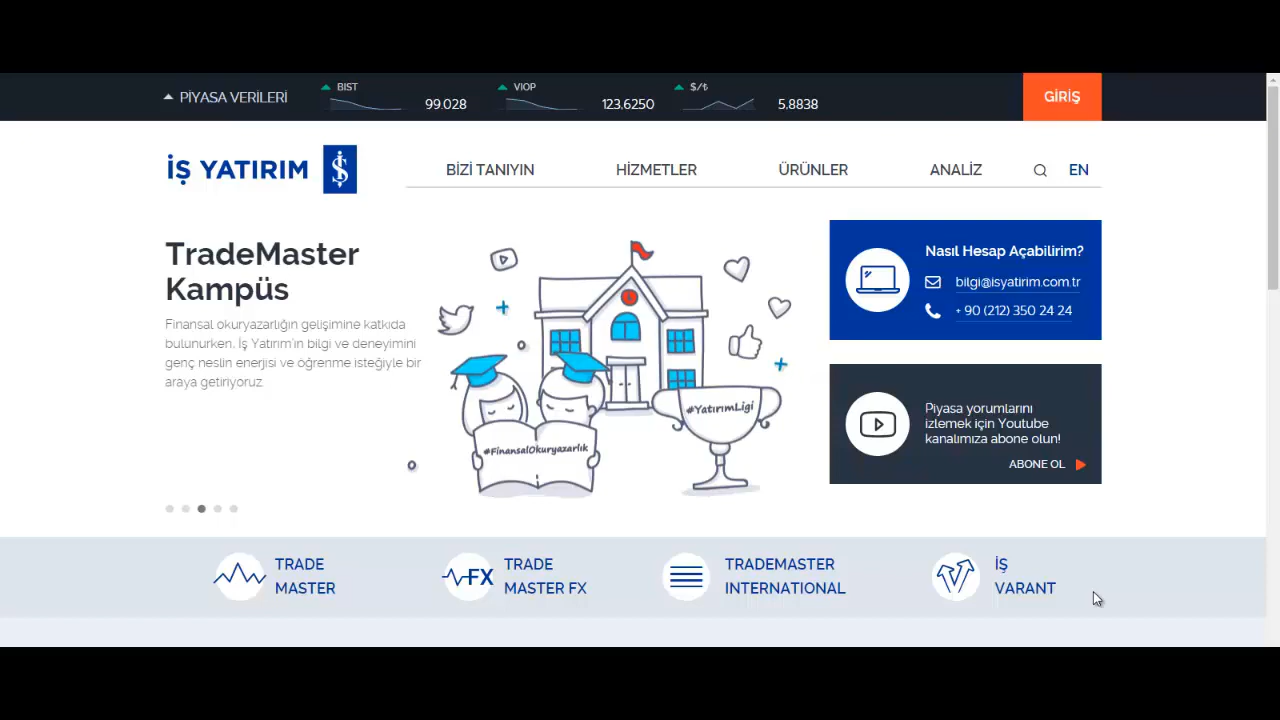 PİYASA VERİLERİ
BIST
99.028
VIOP
123.6250
$/₺
5.8838
GİRİŞ
İŞ YATIRIM
BİZİ TANIYIN
HİZMETLER
ÜRÜNLER
ANALİZ
EN
TradeMaster
Kampüs
Finansal okuryazarlığın gelişimine katkıda
bulunurken. İş Yatırım'ın bilgi ve deneyimini
genç neslin enerjisi ve öğrenme isteğiyle bir
araya getiriyoruz.
#FinansalOkuryazarlık
#YatırımLigi
Nasıl Hesap Açabilirim?
bilgi@isyatirim.com.tr
+ 90 (212) 350 24 24
Piyasa yorumlarını
izlemek için Youtube
kanalımıza abone olun!
ABONE OL
TRADE
MASTER
FX
TRADE
MASTER FX
TRADEMASTER
INTERNATIONAL
İŞ
VARANT